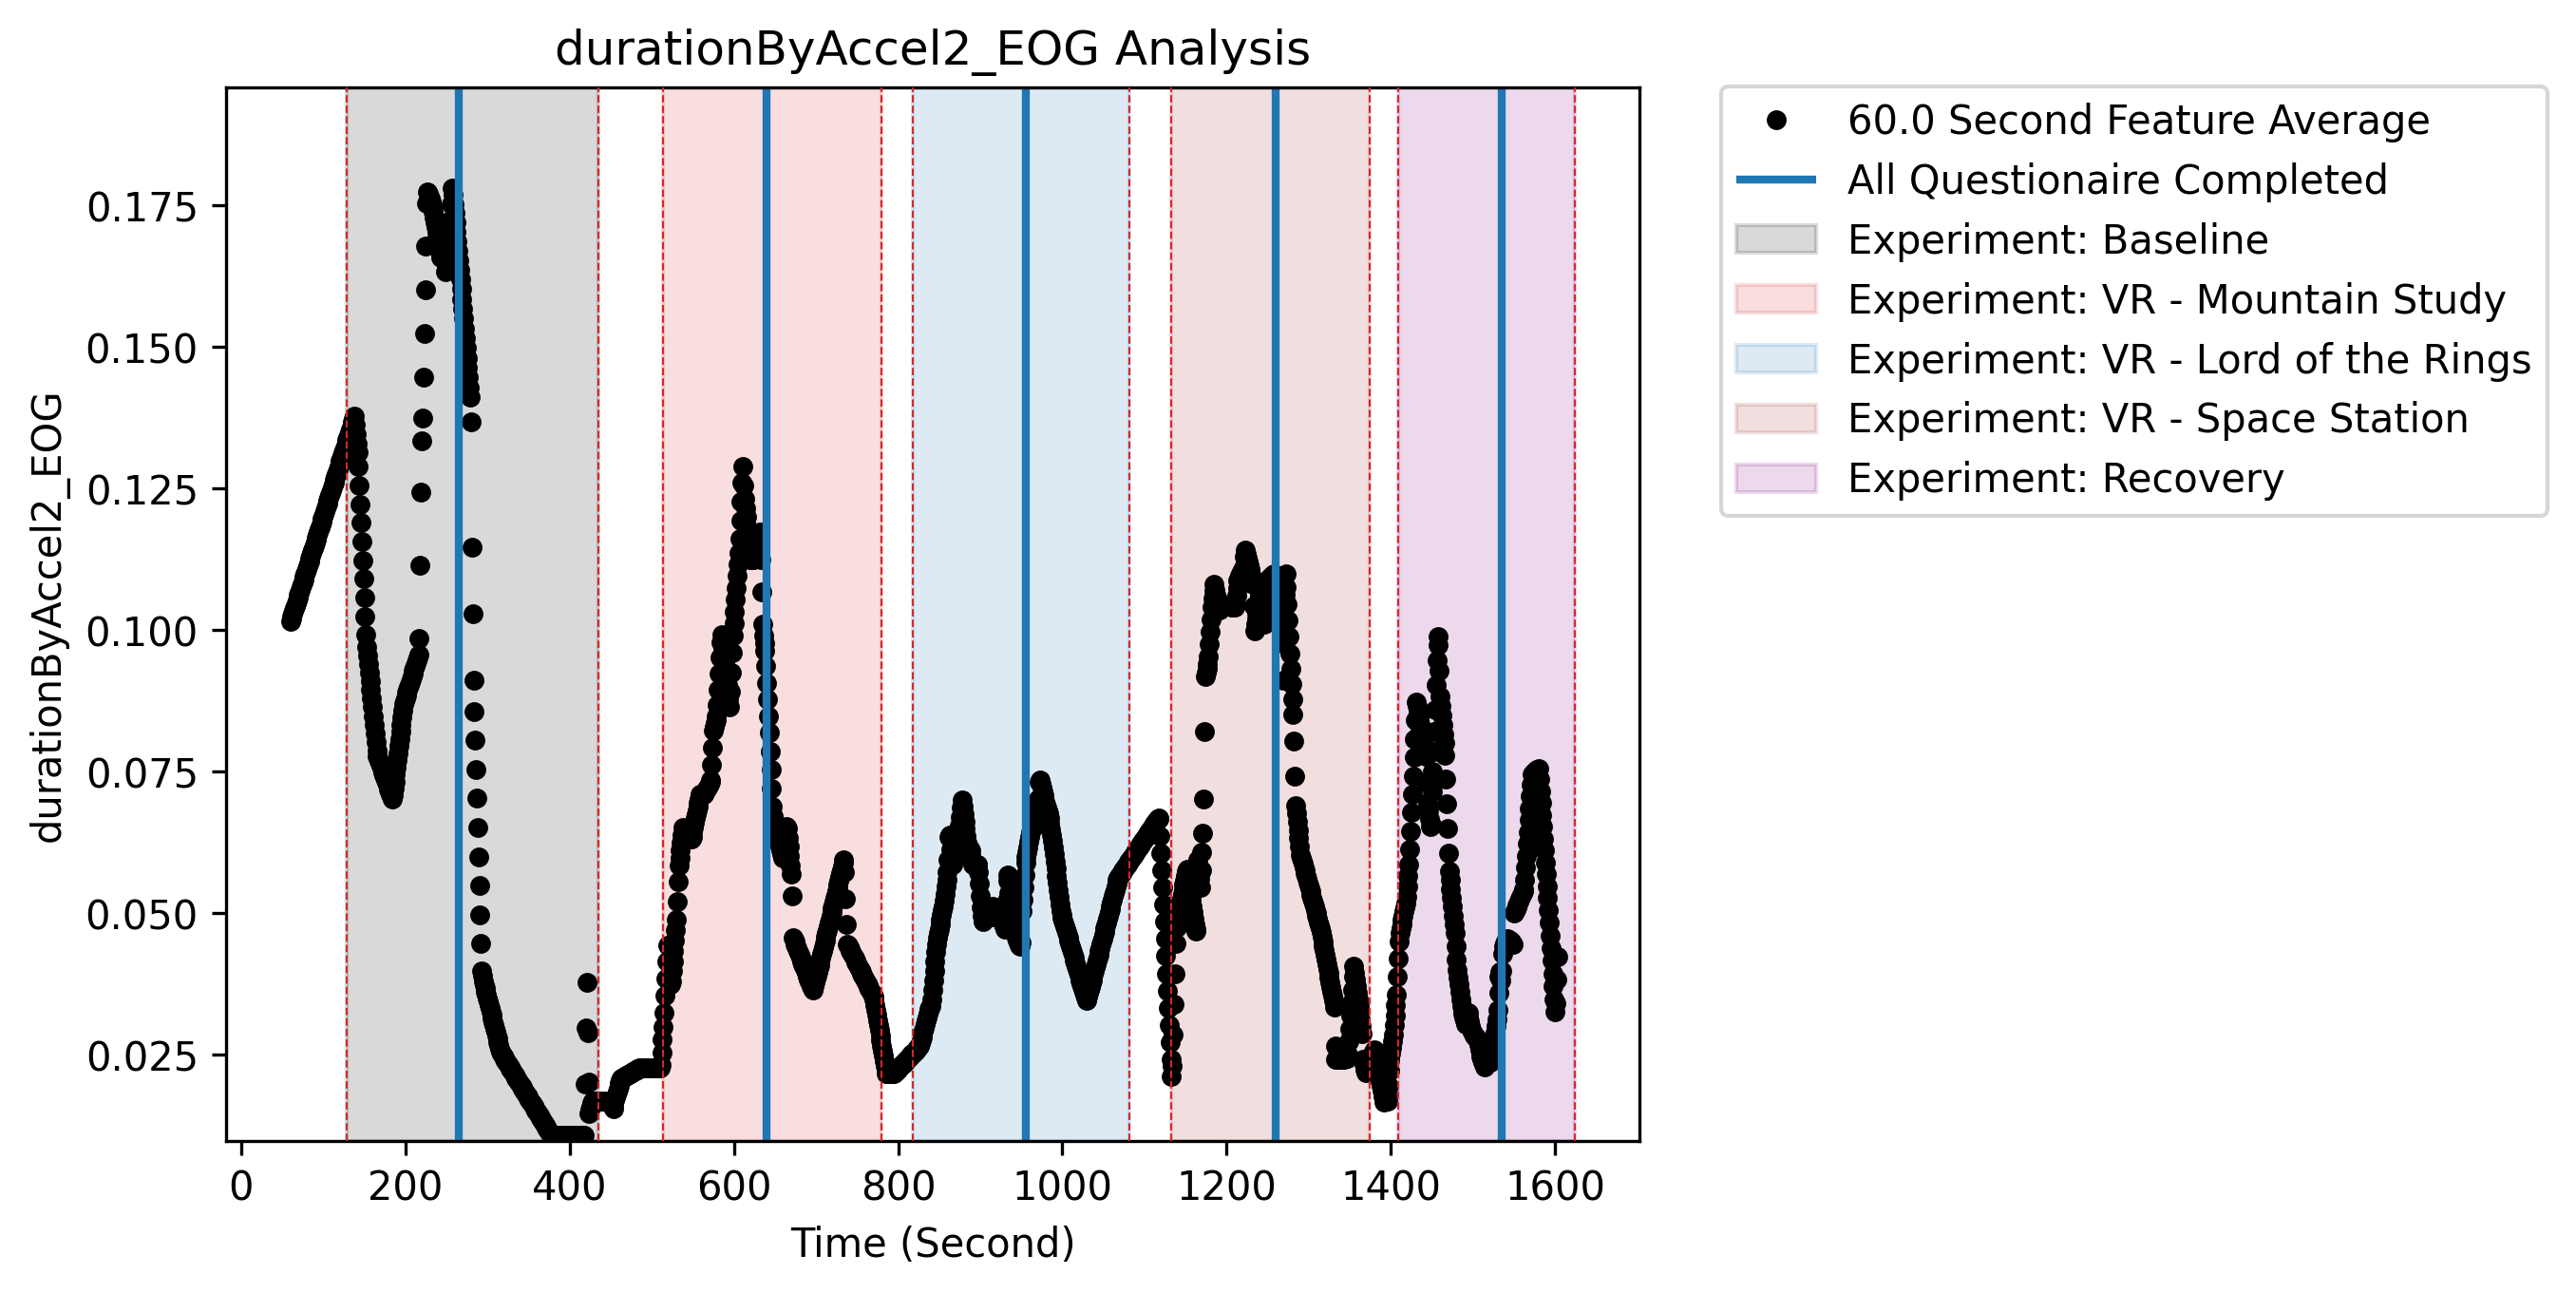 durationByAccel2_EOG Analysis
durationByAccel2_EOG
0.175
0.150
0.125
0.100
0.075
0.050
0.025
0 200 400 600 800 1000 1200 1400 1600
Time (Second)
60.0 Second Feature Average
All Questionaire Completed
Experiment: Baseline
Experiment: VR - Mountain Study
Experiment: VR - Lord of the Rings
Experiment: VR - Space Station
Experiment: Recovery